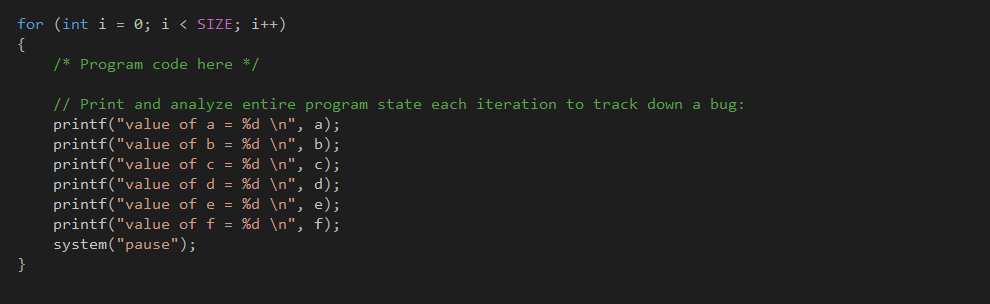 for (int i = 0; i < SIZE; i++)
{
    /* Program code here */

    // Print and analyze entire program state each iteration to track down a bug:
    printf("value of a = %d \n", a);
    printf("value of b = %d \n", b);
    printf("value of c = %d \n", c);
    printf("value of d = %d \n", d);
    printf("value of e = %d \n", e);
    printf("value of f = %d \n", f);
    system("pause");
}